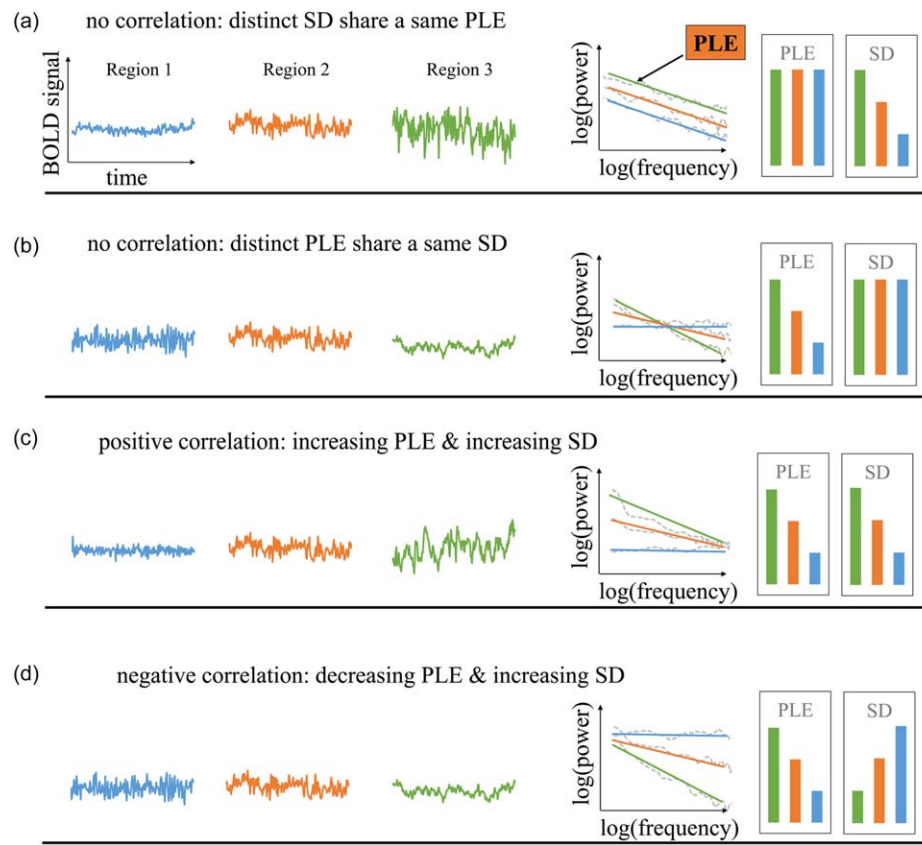 (a) no correlation: distinct SD share a same PLE
Region 1 Region 2 Region 3
BOLD signal
time
PLE
log(power)
log(frequency)
PLE SD
(b) no correlation: distinct PLE share a same SD
log(power)
log(frequency)
PLE SD
(c) positive correlation: increasing PLE & increasing SD
log(power)
log(frequency)
PLE SD
(d) negative correlation: decreasing PLE & increasing SD
log(power)
log(frequency)
PLE SD